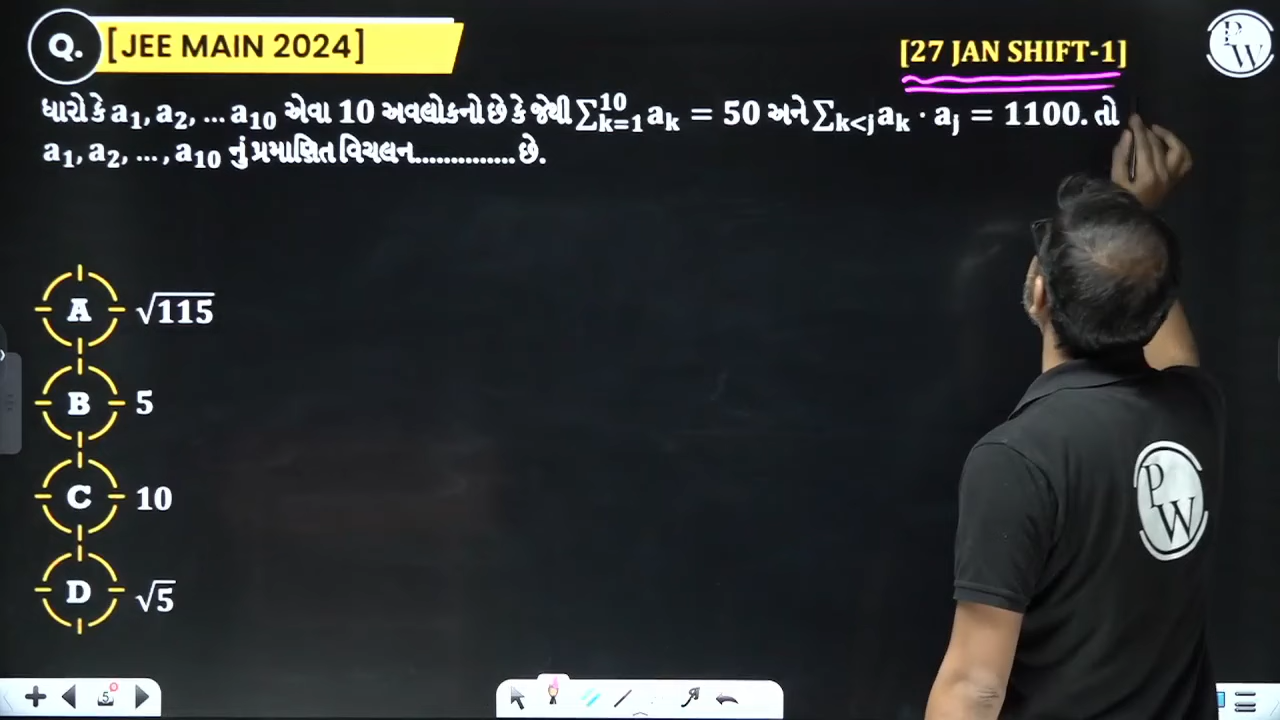 Q. [JEE MAIN 2024]
[27 JAN SHIFT-1]
PW
ધારો કે a₁, a₂, ... a₁₀ એવા 10 અવલોકનો છે કે જેથી ∑¹⁰ₖ₌₁ aₖ = 50 અને ∑ₖ<ⱼ aₖ · aⱼ = 1100. તો
a₁, a₂, ..., a₁₀ નું પ્રમાણિત વિચલન............... છે.
A √115
B 5
C 10
D √5
PW
5